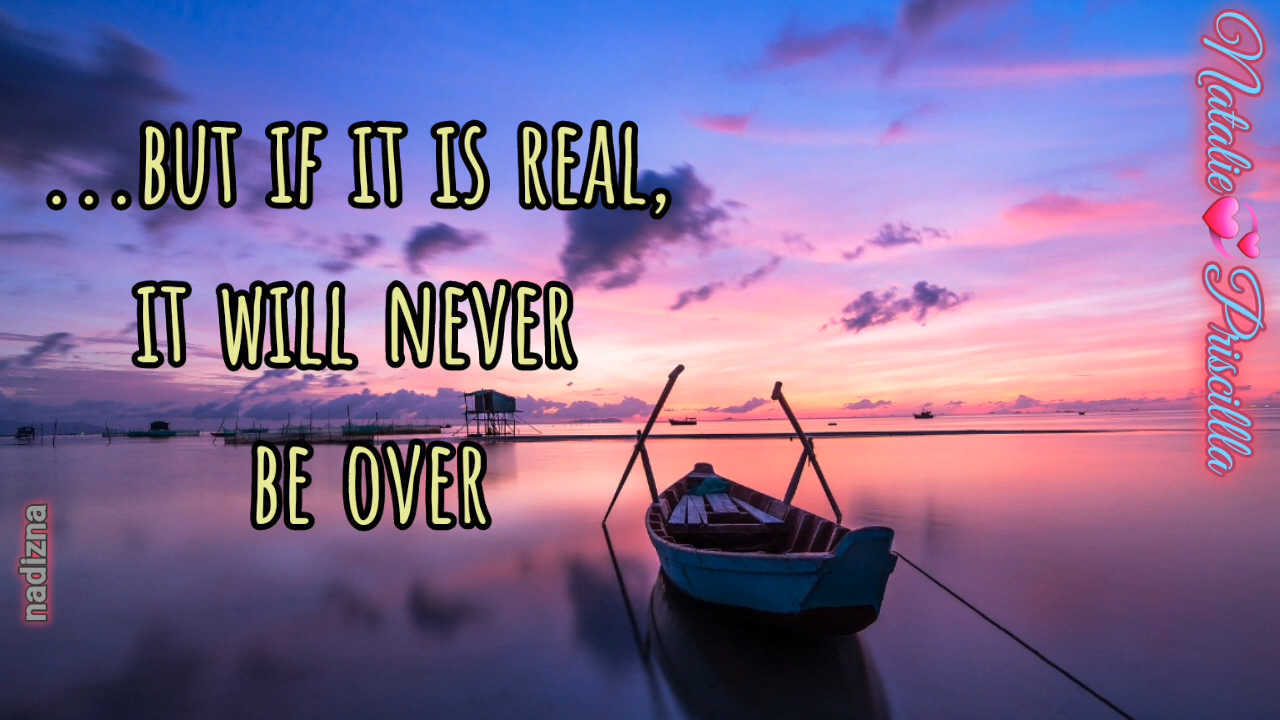 ...BUT IF IT IS REAL,
IT WILL NEVER
BE OVER
Natalie💞Priscilla
nadizna